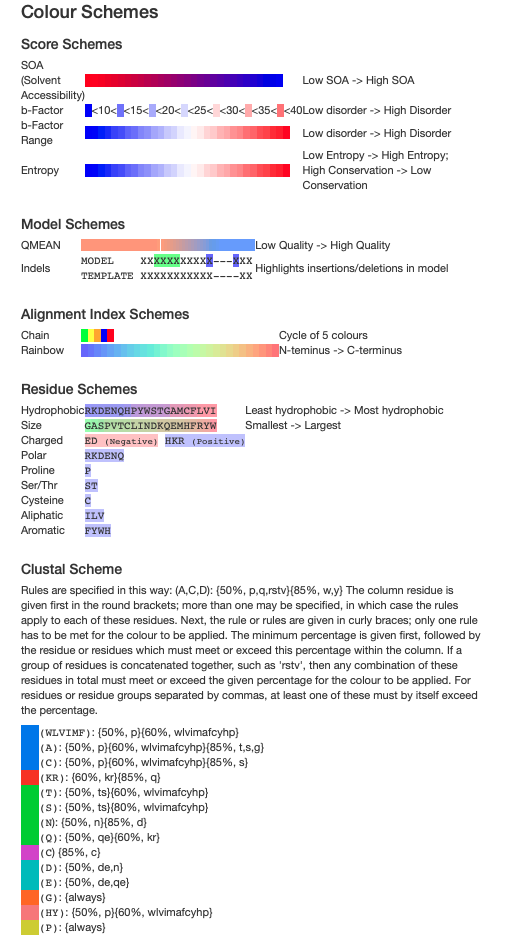 Colour Schemes
Score Schemes
SOA
(Solvent
Accessibility)
Low SOA -> High SOA
b-Factor
<10< <15< <20< <25< <30< <35< <40
Low disorder -> High Disorder
b-Factor
Range
Low disorder -> High Disorder
Entropy
Low Entropy -> High Entropy;
High Conservation -> Low
Conservation
Model Schemes
QMEAN
Low Quality -> High Quality
Indels
MODEL XXXXXXXXXXX---XXX
TEMPLATE XXXXXXXXXXX----XX
Highlights insertions/deletions in model
Alignment Index Schemes
Chain
Cycle of 5 colours
Rainbow
N-teminus -> C-terminus
Residue Schemes
Hydrophobic RKDENQHPYWSTGAMCFLVI Least hydrophobic -> Most hydrophobic
Size GASPVTCLINDKQEMHFRYW Smallest -> Largest
Charged ED (Negative) HKR (Positive)
Polar RKDENQ
Proline P
Ser/Thr ST
Cysteine C
Aliphatic ILV
Aromatic FYWH
Clustal Scheme
Rules are specified in this way: (A,C,D): {50%, p,q,rstv}{85%, w,y} The column residue is
given first in the round brackets; more than one may be specified, in which case the rules
apply to each of these residues. Next, the rule or rules are given in curly braces; only one rule
has to be met for the colour to be applied. The minimum percentage is given first, followed by
the residue or residues which must meet or exceed this percentage within the column. If a
group of residues is concatenated together, such as 'rstv', then any combination of these
residues in total must meet or exceed the given percentage for the colour to be applied. For
residues or residue groups separated by commas, at least one of these must by itself exceed
the percentage.
(WLVIMF): {50%, p}{60%, wlvimafcyhp}
(A): {50%, p}{60%, wlvimafcyhp}{85%, t,s,g}
(C): {50%, p}{60%, wlvimafcyhp}{85%, s}
(KR): {60%, kr}{85%, q}
(T): {50%, ts}{60%, wlvimafcyhp}
(S): {50%, ts}{80%, wlvimafcyhp}
(N): {50%, n}{85%, d}
(Q): {50%, qe}{60%, kr}
(C) {85%, c}
(D): {50%, de,n}
(E): {50%, de,qe}
(G): {always}
(HY): {50%, p}{60%, wlvimafcyhp}
(P): {always}